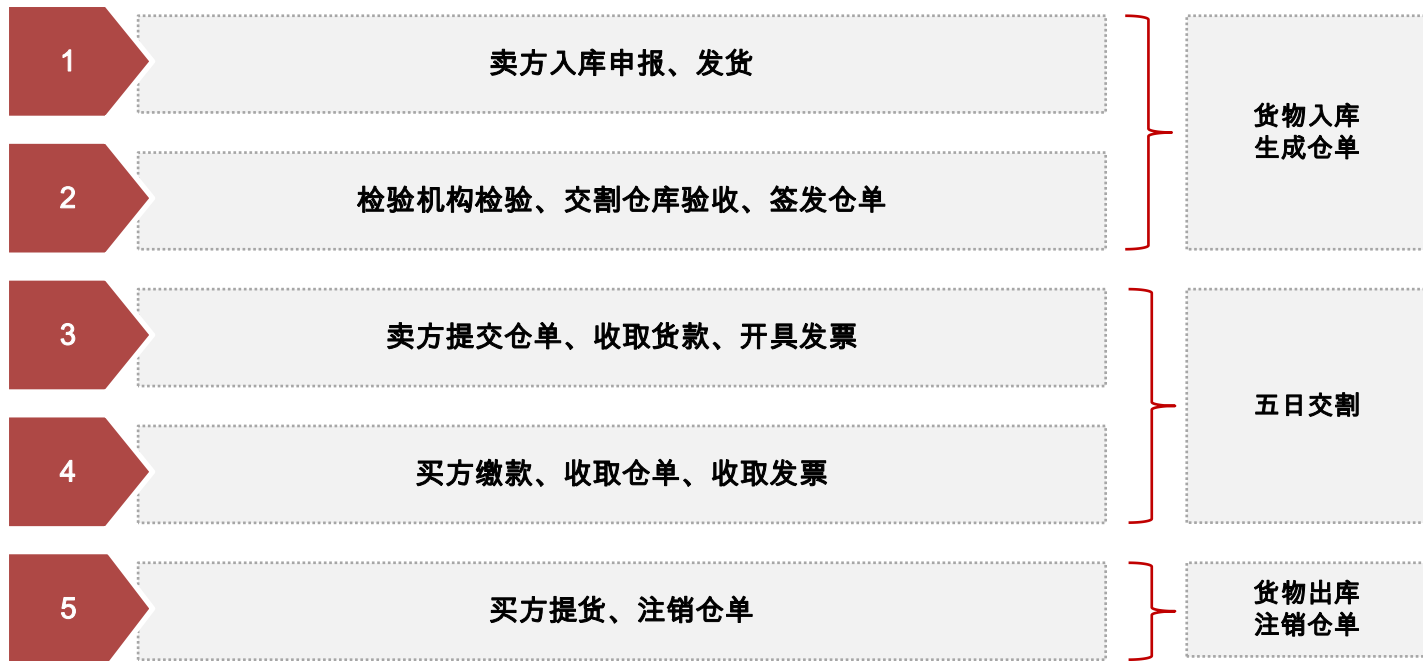 1
卖方入库申报、发货
2
检验机构检验、交割仓库验收、签发仓单
货物入库
生成仓单
3
卖方提交仓单、收取货款、开具发票
4
买方缴款、收取仓单、收取发票
五日交割
5
买方提货、注销仓单
货物出库
注销仓单